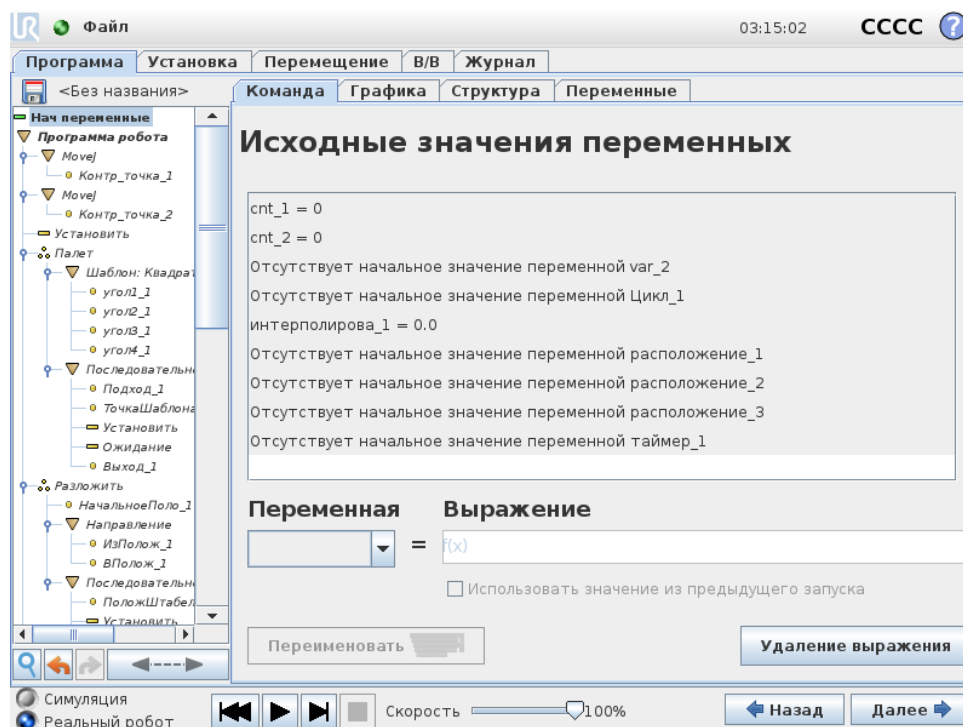 Файл
03:15:02
CCCC
?
Программа Установка Перемещение В/В Журнал
<Без названия>
Команда Графика Структура Переменные
Нач переменные
Программа робота
MoveJ
Контр_точка_1
MoveJ
Контр_точка_2
Установить
Палет
Шаблон: Квадрат
угол1_1
угол2_1
угол3_1
угол4_1
Последовательн
Подход_1
ТочкаШаблона
Установить
Ожидание
Выход_1
Разложить
НачальноеПоло_1
Направление
ИзПолож_1
ВПолож_1
Последовательн
ПоложШтабел
Установить
Исходные значения переменных
cnt_1 = 0
cnt_2 = 0
Отсутствует начальное значение переменной var_2
Отсутствует начальное значение переменной Цикл_1
интерполирова_1 = 0.0
Отсутствует начальное значение переменной расположение_1
Отсутствует начальное значение переменной расположение_2
Отсутствует начальное значение переменной расположение_3
Отсутствует начальное значение переменной таймер_1
Переменная Выражение
= f(x)
Использовать значение из предыдущего запуска
Переименовать
Удаление выражения
Симуляция
Реальный робот
Скорость 100%
Назад Далее